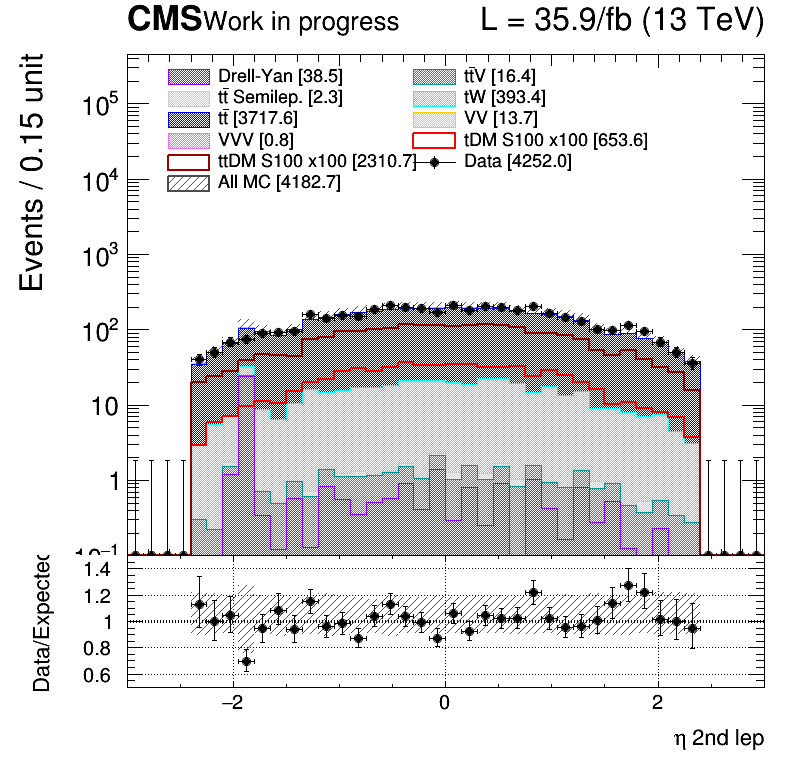 CMS Work in progress L = 35.9/fb (13 TeV)
Events / 0.15 unit
Drell-Yan [38.5] tt̄V [16.4]
tt̄ Semilep. [2.3] tW [393.4]
tt̄ [3717.6] VV [13.7]
VVV [0.8] tDM S100 x100 [653.6]
ttDM S100 x100 [2310.7] Data [4252.0]
All MC [4182.7]
10⁵
10⁴
10³
10²
10
1
10⁻¹
Data/Expected
1.4
1.2
1
0.8
0.6
−2 0 2
η 2nd lep